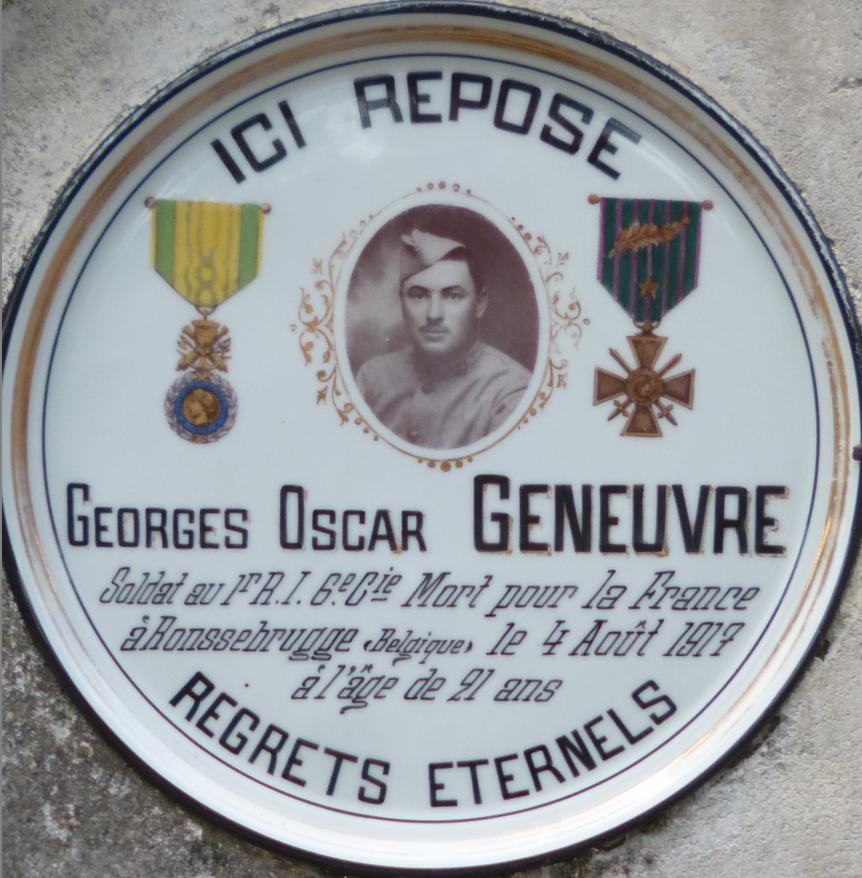 ICI REPOSE
GEORGES OSCAR GENEUVRE
Soldat au 1er R.I. 6e Cie Mort pour la France
à Ronssebrugge «Belgique» le 4 Août 1917
à l'âge de 21 ans
REGRETS ETERNELS